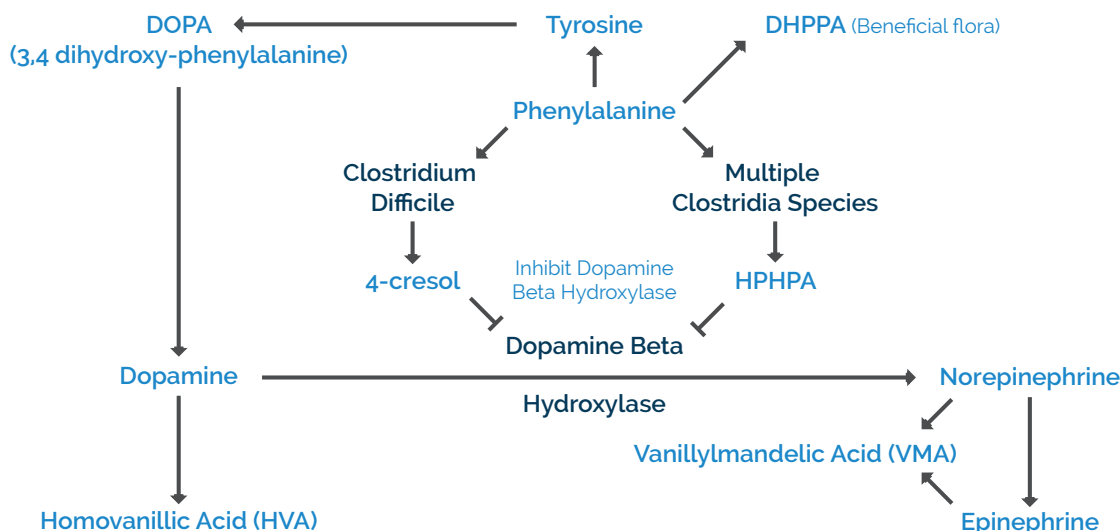 DOPA
(3,4 dihydroxy-phenylalanine)
Tyrosine
DHPPA (Beneficial flora)
Phenylalanine
Clostridium
Difficile
Multiple
Clostridia Species
4-cresol
Inhibit Dopamine
Beta Hydroxylase
HPHPA
Dopamine Beta
Dopamine
Norepinephrine
Hydroxylase
Vanillylmandelic Acid (VMA)
Homovanillic Acid (HVA)
Epinephrine